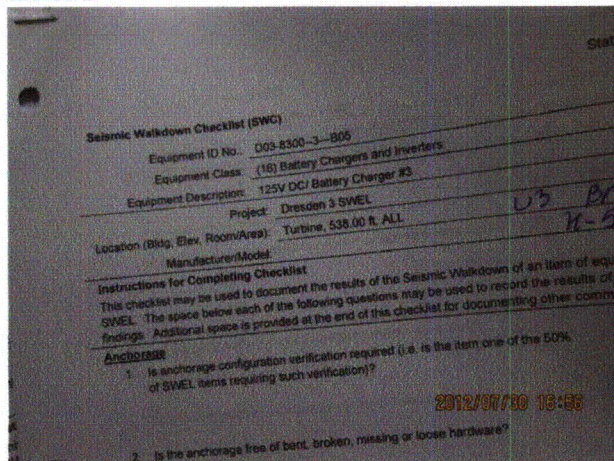 Stat
Seismic Walkdown Checklist (SWC)
Equipment ID No.: D03-8300--3---B05
Equipment Class: (16) Battery Chargers and Inverters
Equipment Description: 125V DC/ Battery Charger #3
Project: Dresden 3 SWEL
Location (Bldg, Elev, Room/Area): Turbine, 538.00 ft, ALL
U3
Manufacturer/Model:
Instructions for Completing Checklist
This checklist may be used to document the results of the Seismic Walkdown of an item of equi
SWEL. The space below each of the following questions may be used to record the results of
findings. Additional space is provided at the end of this checklist for documenting other comm
Anchorage
1. Is anchorage configuration verification required (i.e. is the item one of the 50%
of SWEL items requiring such verification)?
2012/07/30 15:56
2. Is the anchorage free of bent, broken, missing or loose hardware?